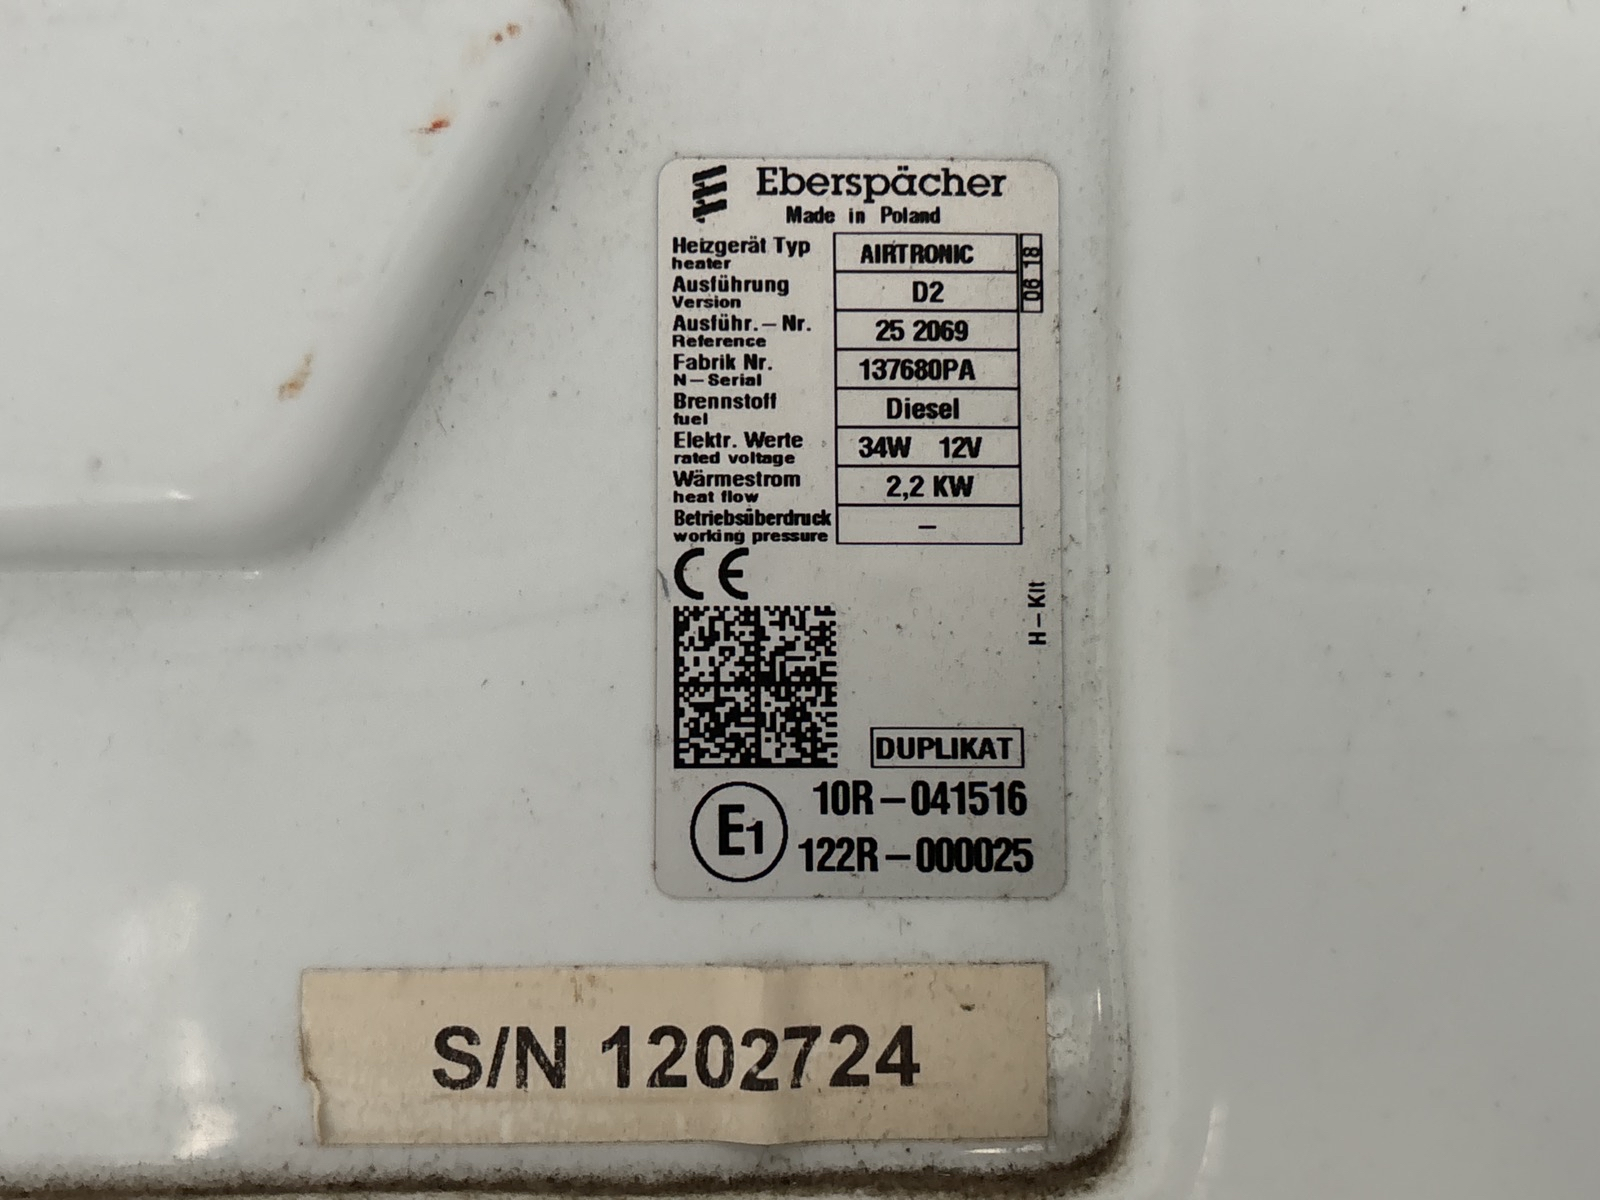 Eberspächer
Made in Poland
Heizgerät Typ
heater
AIRTRONIC
06 18
Ausführung
Version
D2
Ausführ.-Nr.
Reference
25 2069
Fabrik Nr.
N-Serial
137680PA
Brennstoff
fuel
Diesel
Elektr. Werte
rated voltage
34W 12V
Wärmestrom
heat flow
2,2 KW
Betriebsüberdruck
working pressure
-
CE
H-Kit
DUPLIKAT
E1
10R-041516
122R-000025
S/N 1202724